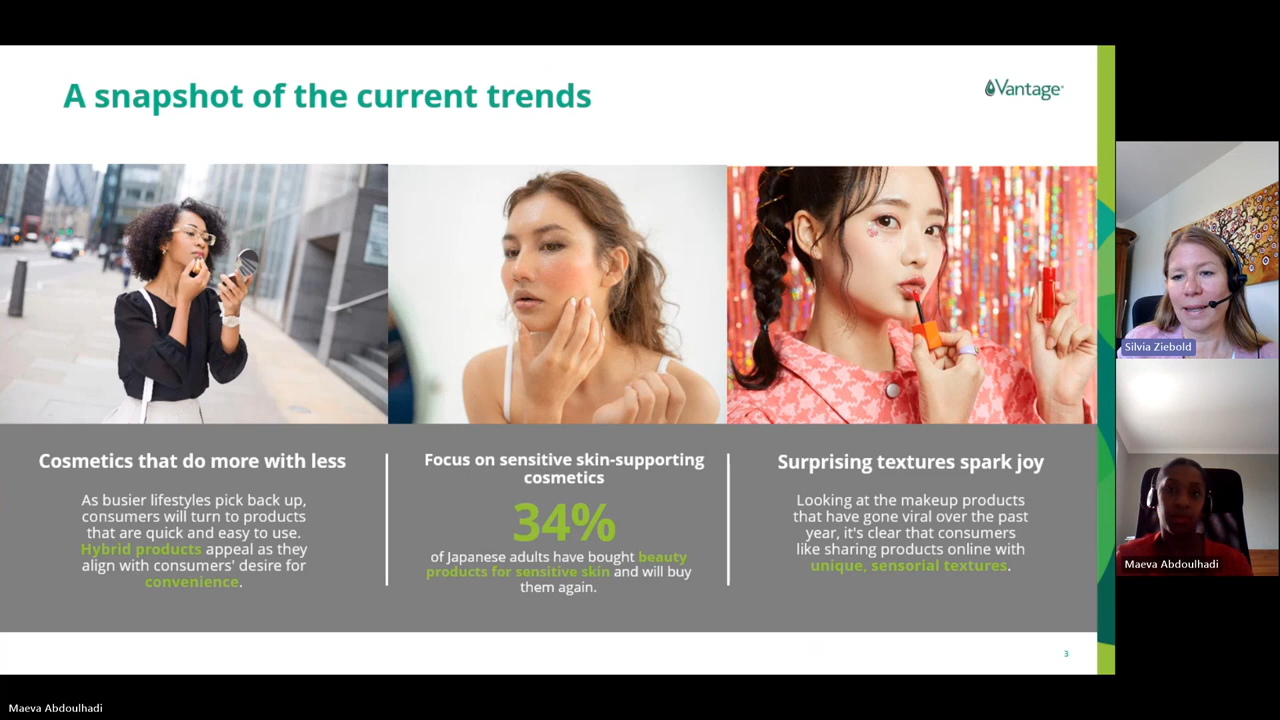 A snapshot of the current trends
Vantage
Cosmetics that do more with less
As busier lifestyles pick back up,
consumers will turn to products
that are quick and easy to use.
Hybrid products appeal as they
align with consumers' desire for
convenience.
Focus on sensitive skin-supporting
cosmetics
34%
of Japanese adults have bought beauty
products for sensitive skin and will buy
them again.
Surprising textures spark joy
Looking at the makeup products
that have gone viral over the past
year, it's clear that consumers
like sharing products online with
unique, sensorial textures.
3
Silvia Ziebold
Maeva Abdoulhadi
Maeva Abdoulhadi